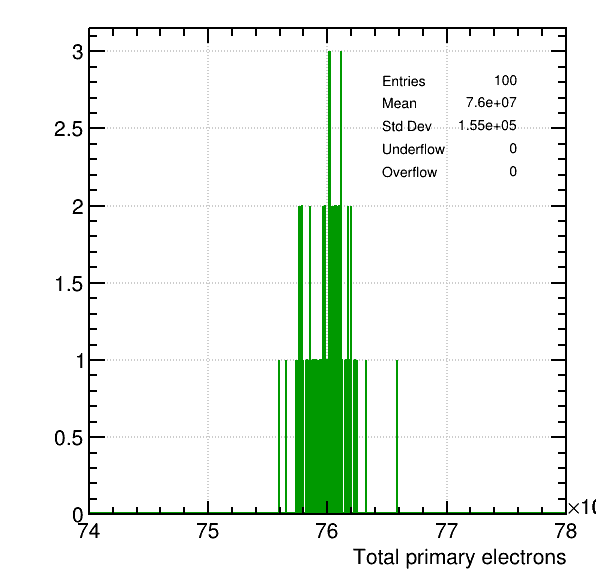 3
2.5
2
1.5
1
0.5
0
Entries 100
Mean 7.6e+07
Std Dev 1.55e+05
Underflow 0
Overflow 0
74 75 76 77 78
Total primary electrons